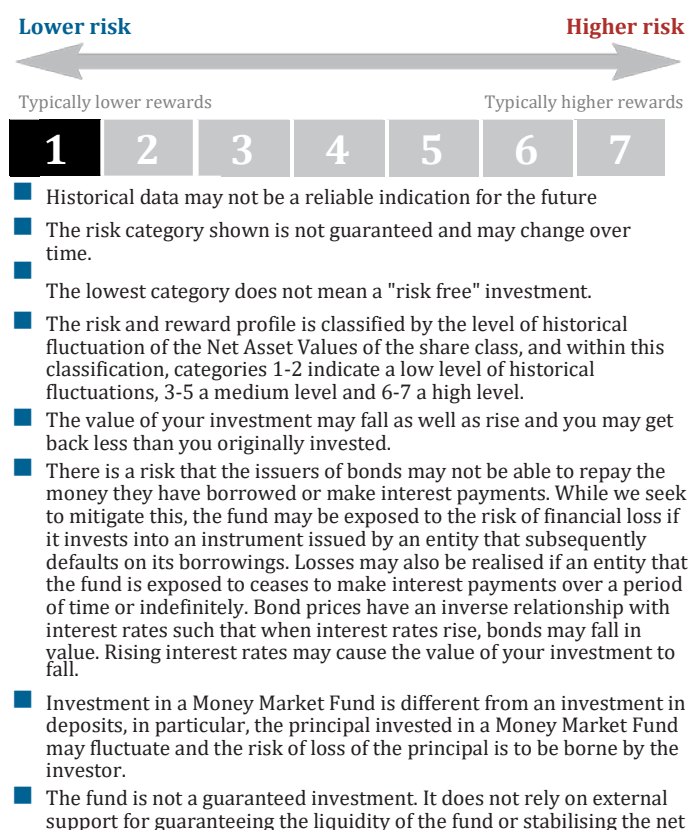 Lower risk Higher risk
Typically lower rewards Typically higher rewards
1 2 3 4 5 6 7
Historical data may not be a reliable indication for the future
The risk category shown is not guaranteed and may change over
time.
The lowest category does not mean a "risk free" investment.
The risk and reward profile is classified by the level of historical
fluctuation of the Net Asset Values of the share class, and within this
classification, categories 1-2 indicate a low level of historical
fluctuations, 3-5 a medium level and 6-7 a high level.
The value of your investment may fall as well as rise and you may get
back less than you originally invested.
There is a risk that the issuers of bonds may not be able to repay the
money they have borrowed or make interest payments. While we seek
to mitigate this, the fund may be exposed to the risk of financial loss if
it invests into an instrument issued by an entity that subsequently
defaults on its borrowings. Losses may also be realised if an entity that
the fund is exposed to ceases to make interest payments over a period
of time or indefinitely. Bond prices have an inverse relationship with
interest rates such that when interest rates rise, bonds may fall in
value. Rising interest rates may cause the value of your investment to
fall.
Investment in a Money Market Fund is different from an investment in
deposits, in particular, the principal invested in a Money Market Fund
may fluctuate and the risk of loss of the principal is to be borne by the
investor.
The fund is not a guaranteed investment. It does not rely on external
support for guaranteeing the liquidity of the fund or stabilising the net